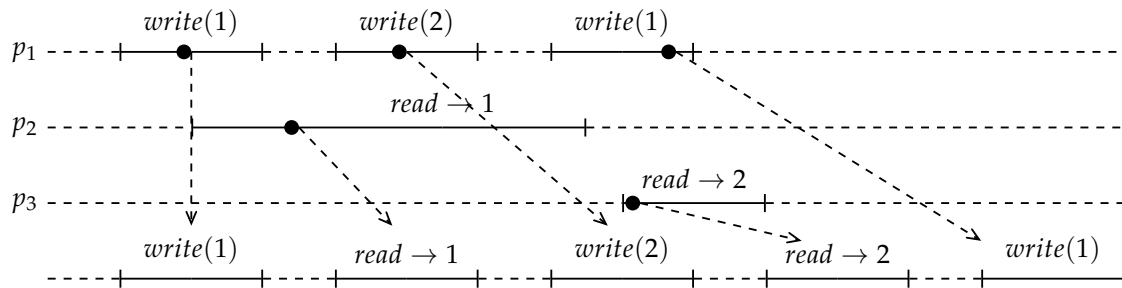 write(1) write(2) write(1)
p₁
read → 1
p₂
read → 2
p₃
write(1) read → 1 write(2) read → 2 write(1)